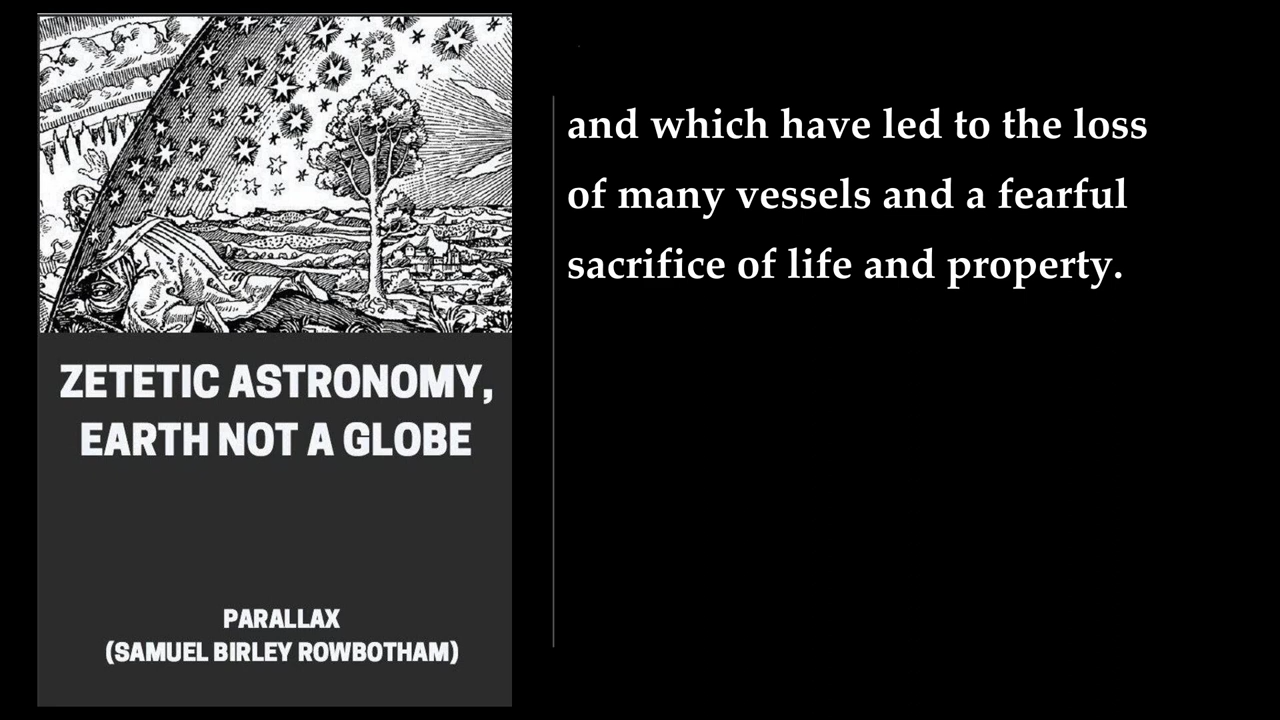 ZETETIC ASTRONOMY,
EARTH NOT A GLOBE
PARALLAX
(SAMUEL BIRLEY ROWBOTHAM)
and which have led to the loss
of many vessels and a fearful
sacrifice of life and property.